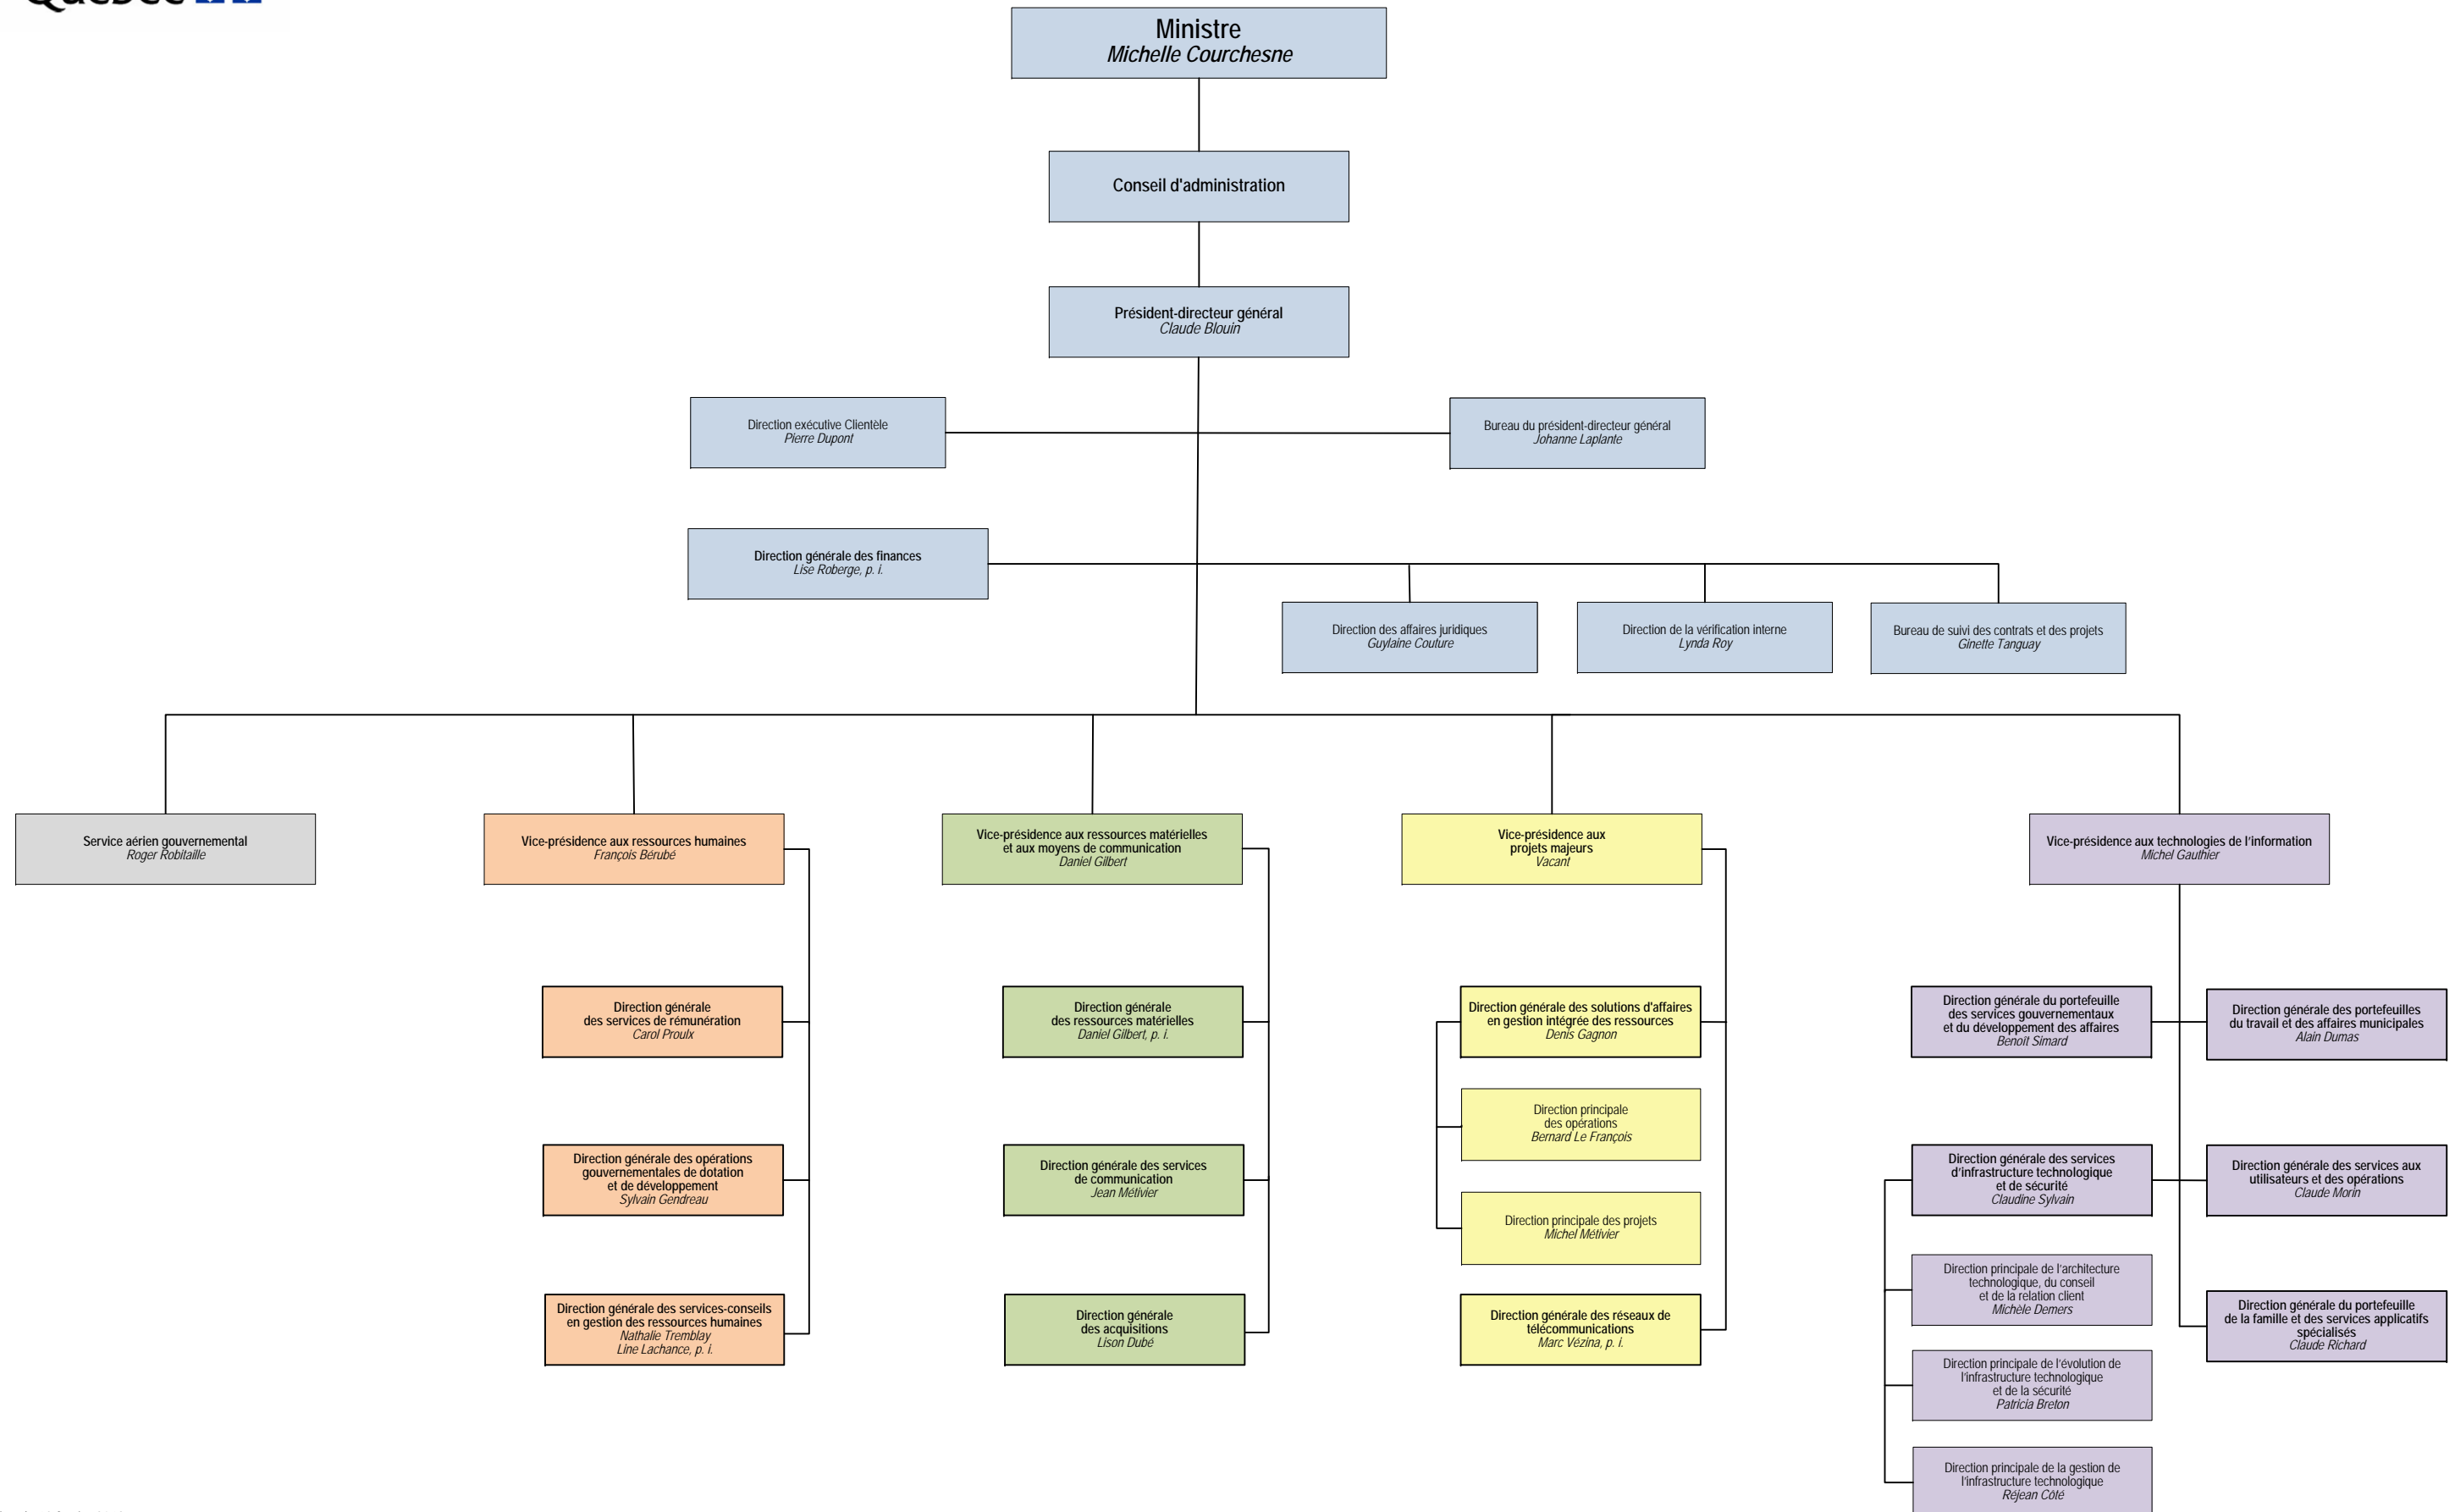 Québec
Ministre
Michelle Courchesne
Conseil d'administration
Président-directeur général
Claude Blouin
Direction exécutive Clientèle
Pierre Dupont
Bureau du président-directeur général
Johanne Laplante
Direction générale des finances
Lise Roberge, p. i.
Direction des affaires juridiques
Guylaine Couture
Direction de la vérification interne
Lynda Roy
Bureau de suivi des contrats et des projets
Ginette Tanguay
Service aérien gouvernemental
Roger Robitaille
Vice-présidence aux ressources humaines
François Bérubé
Vice-présidence aux ressources matérielles
et aux moyens de communication
Daniel Gilbert
Vice-présidence aux
projets majeurs
Vacant
Vice-présidence aux technologies de l'information
Michel Gauthier
Direction générale
des services de rémunération
Carol Proulx
Direction générale des opérations
gouvernementales de dotation
et de développement
Sylvain Gendreau
Direction générale des services-conseils
en gestion des ressources humaines
Nathalie Tremblay
Line Lachance, p. i.
Direction générale
des ressources matérielles
Daniel Gilbert, p. i.
Direction générale des services
de communication
Jean Métivier
Direction générale
des acquisitions
Lison Dubé
Direction générale des solutions d'affaires
en gestion intégrée des ressources
Denis Gagnon
Direction principale
des opérations
Bernard Le François
Direction principale des projets
Michel Métivier
Direction générale des réseaux de
télécommunications
Marc Vézina, p. i.
Direction générale du portefeuille
des services gouvernementaux
et du développement des affaires
Benoît Simard
Direction générale des portefeuilles
du travail et des affaires municipales
Alain Dumas
Direction générale des services
d'infrastructure technologique
et de sécurité
Claudine Sylvain
Direction générale des services aux
utilisateurs et des opérations
Claude Morin
Direction principale de l'architecture
technologique, du conseil
et de la relation client
Michèle Demers
Direction générale du portefeuille
de la famille et des services applicatifs
spécialisés
Claude Richard
Direction principale de l'évolution de
l'infrastructure technologique
et de la sécurité
Patricia Breton
Direction principale de la gestion de
l'infrastructure technologique
Réjean Côté